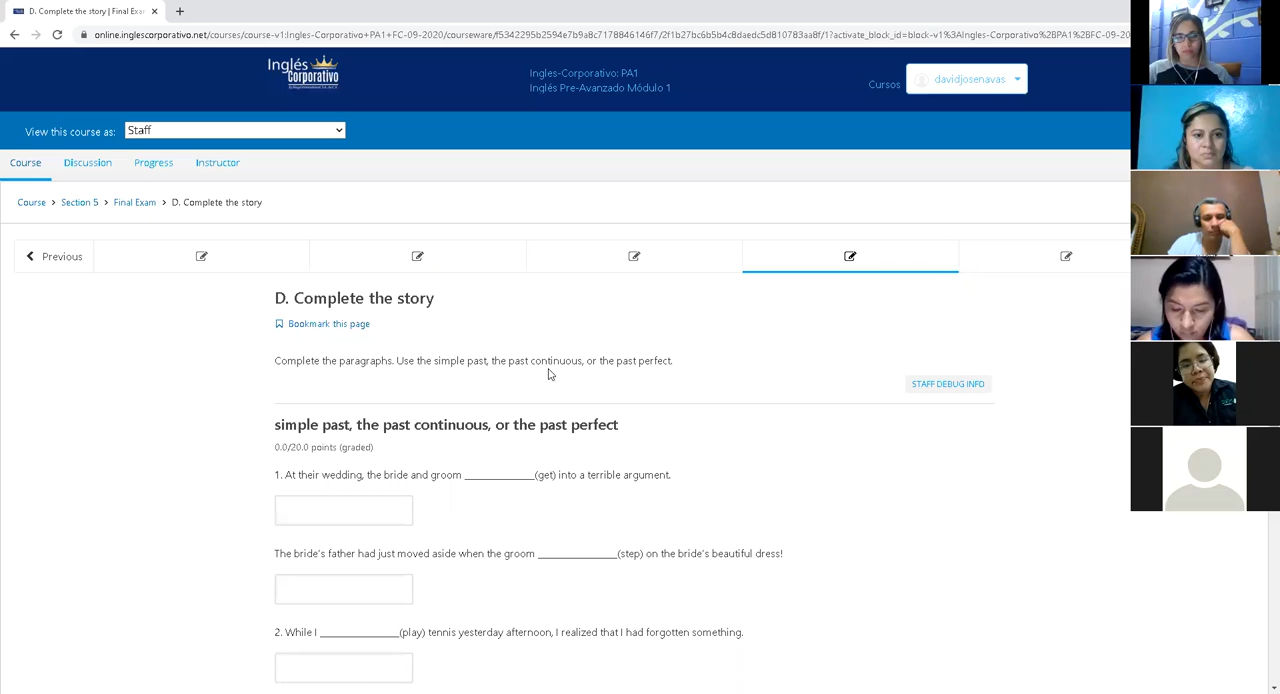 D. Complete the story | Final Exa
online.inglescorporativo.net/courses/course-v1:Ingles-Corporativo+PA1+FC-09-2020/courseware/f5342295b2594e7b9a8c7178846146f7/2f1b27bc6b5b4c8daedc5d810783aa8f/1?activate_block_id=block-v1%3AIngles-Corporativo%2BPA1%2BFC-09-20
Inglés
Corporativo
Ingles-Corporativo: PA1
Inglés Pre-Avanzado Módulo 1
Cursos
davidjosenavas
View this course as:
Staff
Course
Discussion
Progress
Instructor
Course > Section 5 > Final Exam > D. Complete the story
Previous
D. Complete the story
Bookmark this page
Complete the paragraphs. Use the simple past, the past continuous, or the past perfect.
STAFF DEBUG INFO
simple past, the past continuous, or the past perfect
0.0/20.0 points (graded)
1. At their wedding, the bride and groom _____________(get) into a terrible argument.
The bride's father had just moved aside when the groom _______________(step) on the bride's beautiful dress!
2. While I _______________(play) tennis yesterday afternoon, I realized that I had forgotten something.